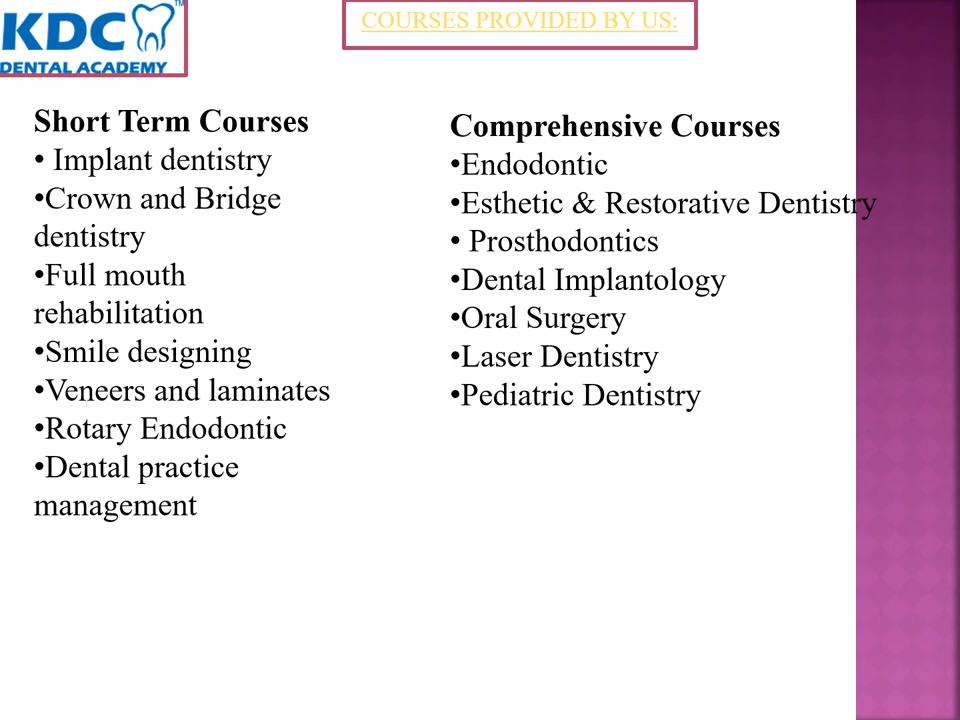 KDC TM
DENTAL ACADEMY
COURSES PROVIDED BY US:
Short Term Courses
• Implant dentistry
•Crown and Bridge
dentistry
•Full mouth
rehabilitation
•Smile designing
•Veneers and laminates
•Rotary Endodontic
•Dental practice
management
Comprehensive Courses
•Endodontic
•Esthetic & Restorative Dentistry
• Prosthodontics
•Dental Implantology
•Oral Surgery
•Laser Dentistry
•Pediatric Dentistry